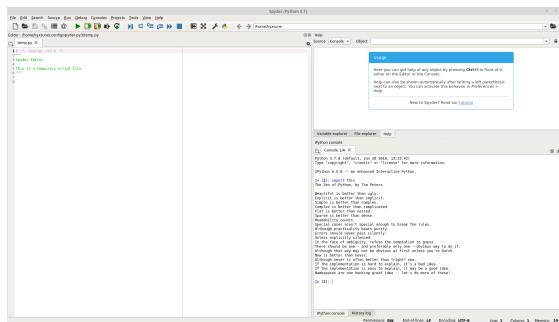 Spyder (Python 3.7)
File Edit Search Source Run Debug Consoles Projects Tools View Help
Editor - /home/hyxxune/.config/spyder-py3/temp.py
temp.py
1 # -*- coding: utf-8 -*-
2 """
3 Spyder Editor
4
5 This is a temporary script file.
6 """
7
8
Help
Source Console Object
Usage
Here you can get help of any object by pressing Ctrl+I in front of it,
either on the Editor or the Console.
Help can also be shown automatically after writing a left parenthesis
next to an object. You can activate this behavior in Preferences >
Help.
New to Spyder? Read our tutorial
Variable explorer File explorer Help
IPython console
Console 1/A
Python 3.7.0 (default, Jun 28 2018, 13:15:42)
Type "copyright", "credits" or "license" for more information.
IPython 6.5.0 -- An enhanced Interactive Python.
In [1]: import this
The Zen of Python, by Tim Peters
Beautiful is better than ugly.
Explicit is better than implicit.
Simple is better than complex.
Complex is better than complicated.
Flat is better than nested.
Sparse is better than dense.
Readability counts.
Special cases aren't special enough to break the rules.
Although practicality beats purity.
Errors should never pass silently.
Unless explicitly silenced.
In the face of ambiguity, refuse the temptation to guess.
There should be one-- and preferably only one --obvious way to do it.
Although that way may not be obvious at first unless you're Dutch.
Now is better than never.
Although never is often better than *right* now.
If the implementation is hard to explain, it's a bad idea.
If the implementation is easy to explain, it may be a good idea.
Namespaces are one honking great idea -- let's do more of those!
In [2]:
IPython console History log
Permissions: RW End-of-lines: LF Encoding: UTF-8 Line: 1 Column: 1 Memory: 14